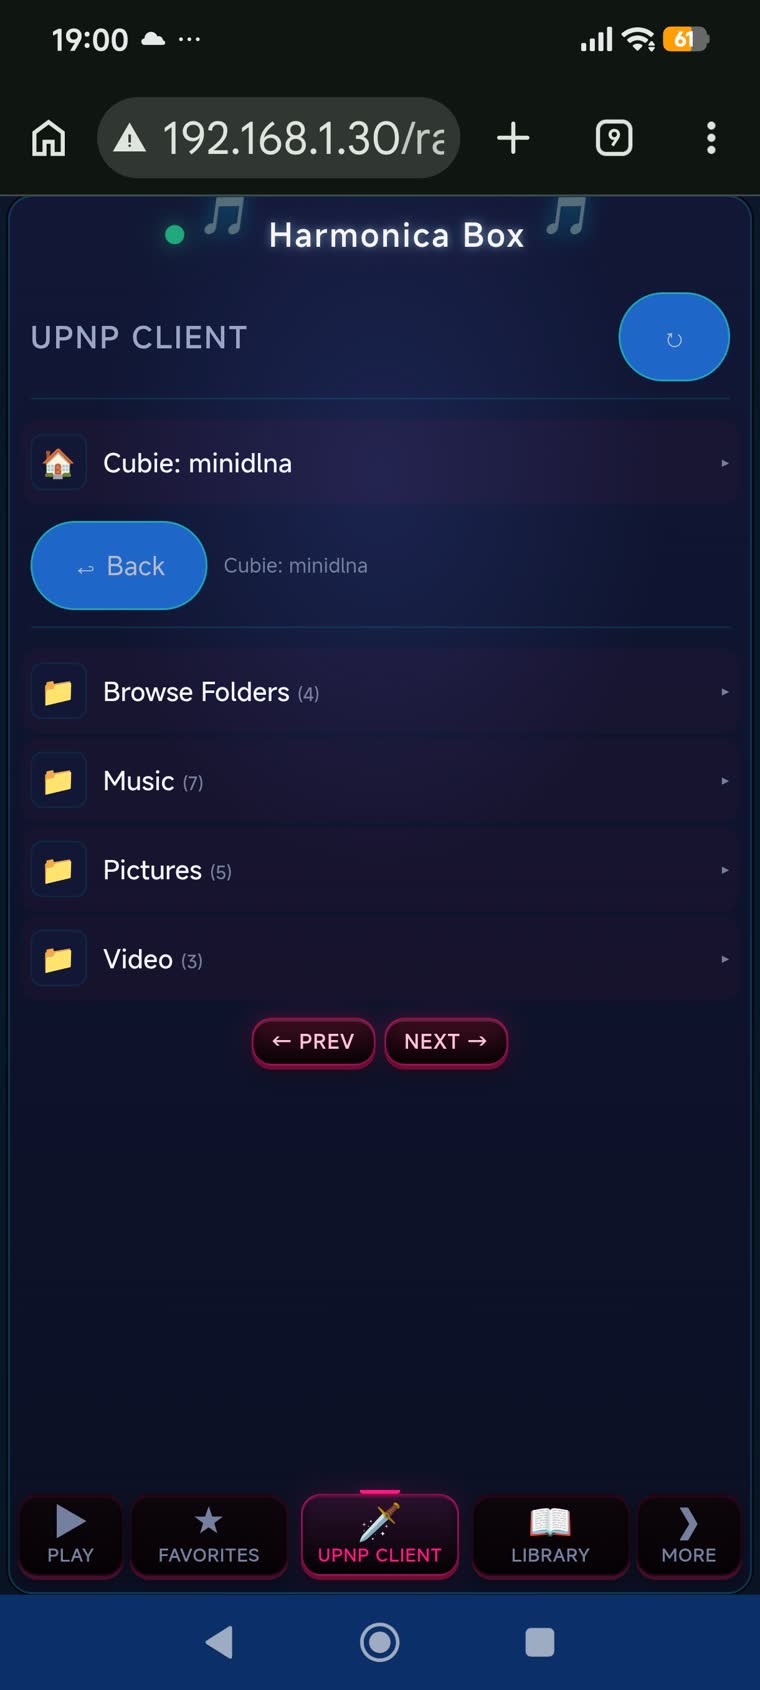 19:00
61
192.168.1.30/ra
9
Harmonica Box
UPNP CLIENT
Cubie: minidlna
Back Cubie: minidlna
Browse Folders (4)
Music (7)
Pictures (5)
Video (3)
← PREV NEXT →
PLAY FAVORITES UPNP CLIENT LIBRARY MORE